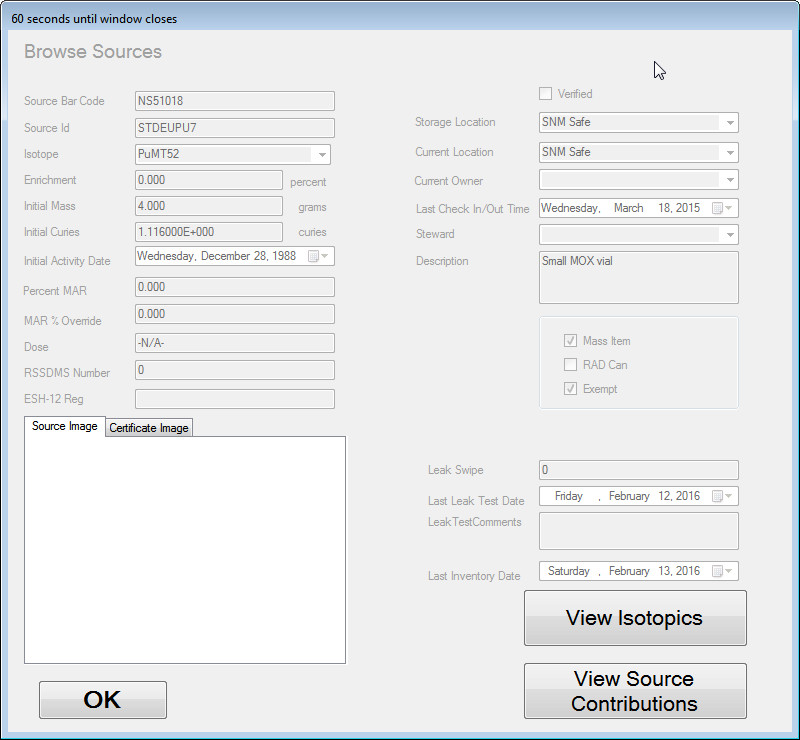 60 seconds until window closes
Browse Sources
Source Bar Code NS51018
Source Id STDEUPU7
Isotope PuMT52
Enrichment 0.000 percent
Initial Mass 4.000 grams
Initial Curies 1.116000E+000 curies
Initial Activity Date Wednesday, December 28, 1988
Percent MAR 0.000
MAR % Override 0.000
Dose -N/A-
RSSDMS Number 0
ESH-12 Reg
Source Image Certificate Image
OK
Verified
Storage Location SNM Safe
Current Location SNM Safe
Current Owner
Last Check In/Out Time Wednesday, March 18, 2015
Steward
Description Small MOX vial
Mass Item
RAD Can
Exempt
Leak Swipe 0
Last Leak Test Date Friday , February 12, 2016
LeakTestComments
Last Inventory Date Saturday , February 13, 2016
View Isotopics
View Source
Contributions